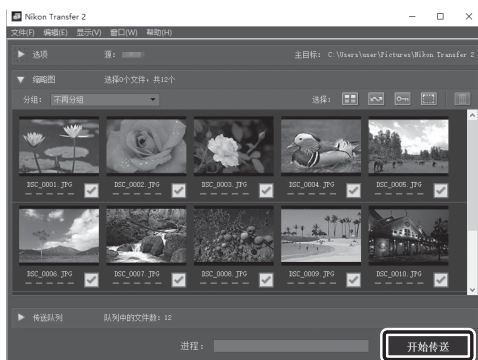 Nikon Transfer 2
文件(F) 编辑(E) 显示(V) 窗口(W) 帮助(H)
选项 源: 主目标: C:\Users\user\Pictures\Nikon Transfer 2
缩略图 选择0个文件,共12个
分组: 不再分组 选择:
DSC_0001.JPG DSC_0002.JPG DSC_0003.JPG DSC_0004.JPG DSC_0005.JPG
DSC_0006.JPG DSC_0007.JPG DSC_0008.JPG DSC_0009.JPG DSC_0010.JPG
传送队列 队列中的文件数: 12
进程: 开始传送